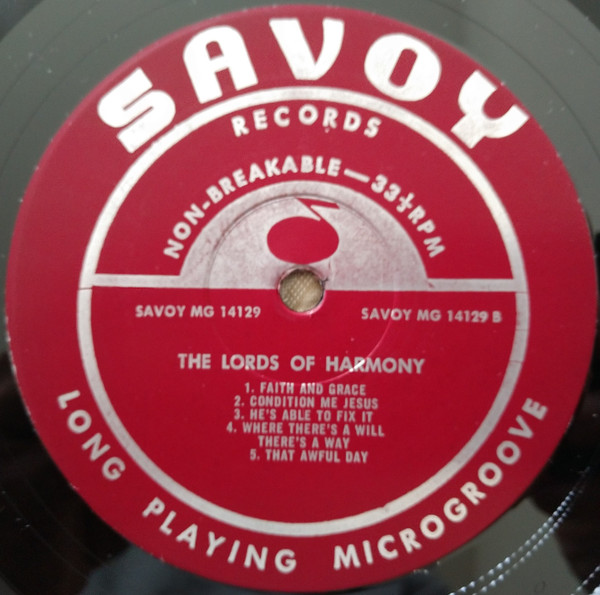 SAVOY
RECORDS
NON-BREAKABLE — 33⅓ RPM
SAVOY MG 14129
SAVOY MG 14129 B
THE LORDS OF HARMONY
1. FAITH AND GRACE
2. CONDITION ME JESUS
3. HE'S ABLE TO FIX IT
4. WHERE THERE'S A WILL
THERE'S A WAY
5. THAT AWFUL DAY
LONG PLAYING MICROGROOVE